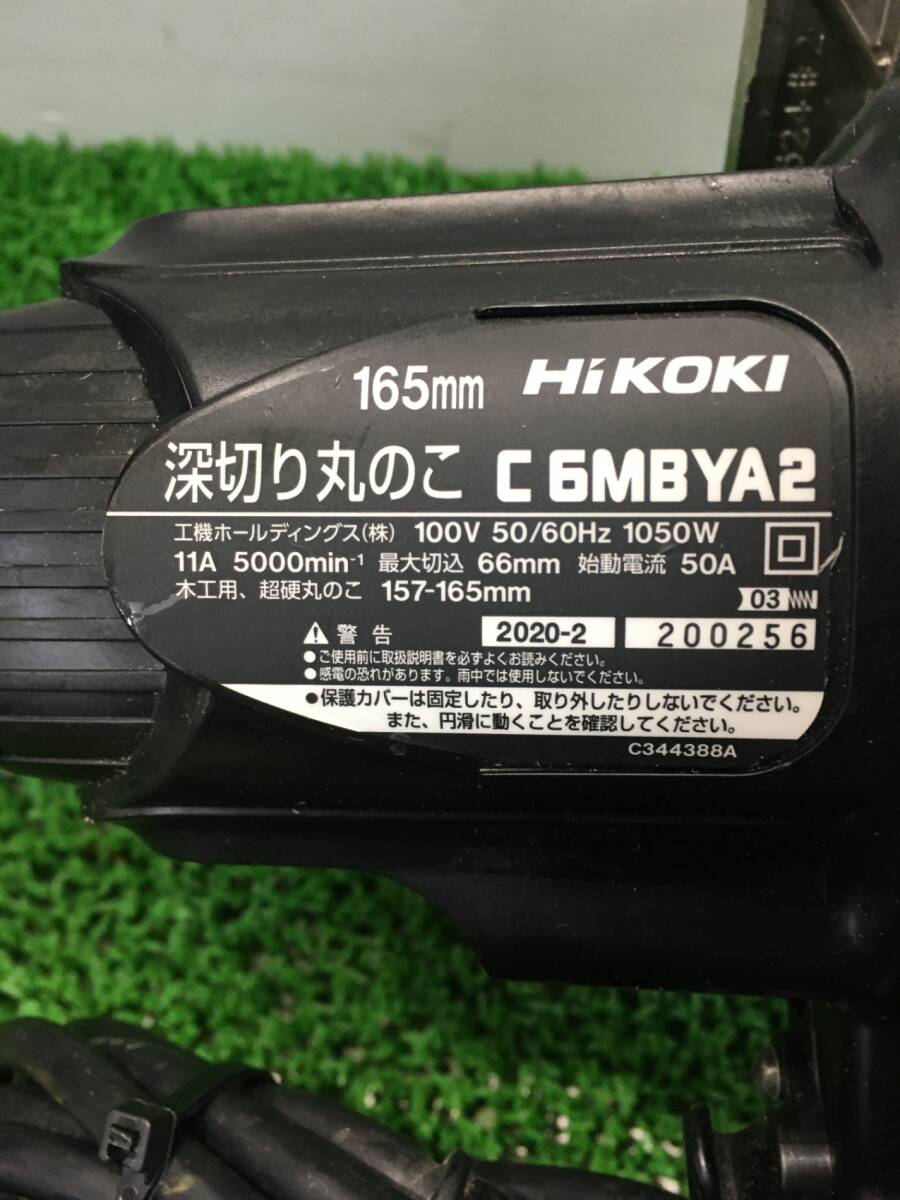 165mm HiKOKI
深切り丸のこ C 6MBYA2
工機ホールディングス(株) 100V 50/60Hz 1050W
11A 5000min⁻¹ 最大切込 66mm 始動電流 50A
木工用、超硬丸のこ 157-165mm
03
警告 2020-2 200256
●ご使用前に取扱説明書を必ずよくお読みください。
●感電の恐れがあります。雨中では使用しないでください。
●保護カバーは固定したり、取り外したりしないでください。
また、円滑に動くことを確認してください。
C344388A